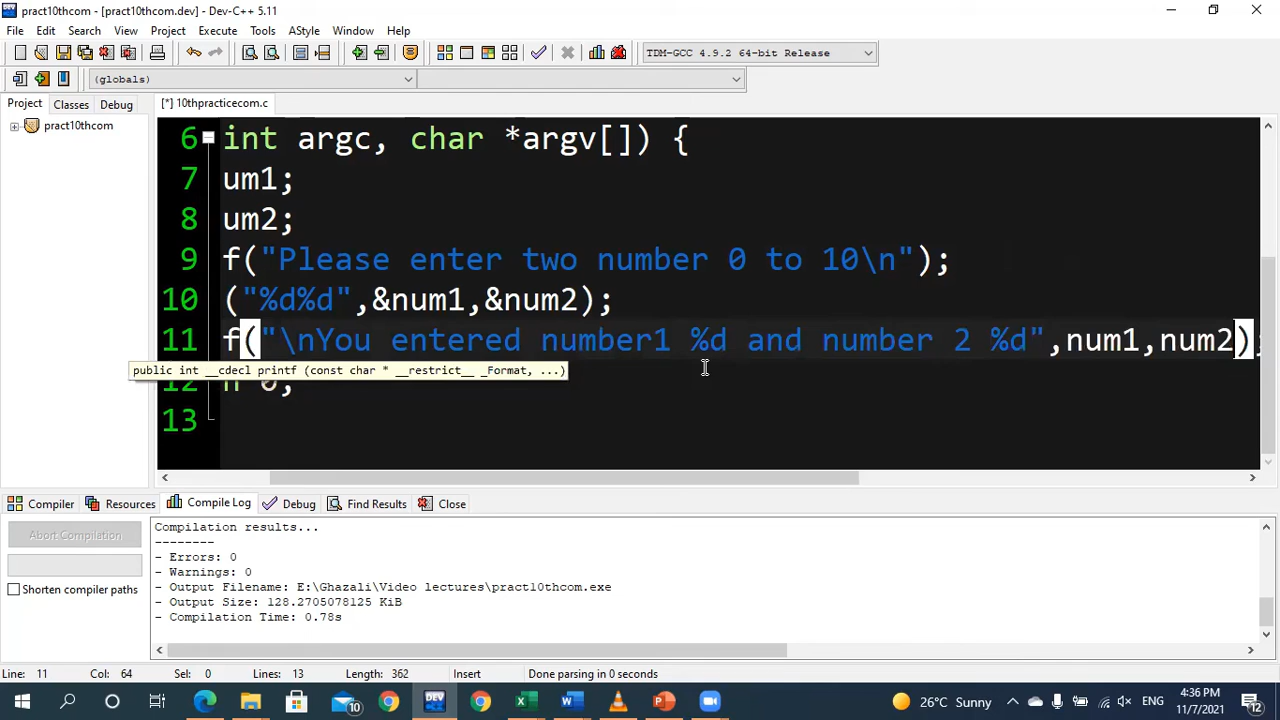 pract10thcom - [pract10thcom.dev] - Dev-C++ 5.11
File Edit Search View Project Execute Tools AStyle Window Help
TDM-GCC 4.9.2 64-bit Release
(globals)
Project Classes Debug
[*] 10thpracticecom.c
pract10thcom
6 int argc, char *argv[]) {
7 um1;
8 um2;
9 f("Please enter two number 0 to 10\n");
10 ("%d%d",&num1,&num2);
11 f("\nYou entered number1 %d and number 2 %d",num1,num2);
public int __cdecl printf (const char * __restrict__ _Format, ...)
12 n 0;
13
Compiler Resources Compile Log Debug Find Results Close
Abort Compilation
Shorten compiler paths
Compilation results...
--------
- Errors: 0
- Warnings: 0
- Output Filename: E:\Ghazali\Video lectures\pract10thcom.exe
- Output Size: 128.2705078125 KiB
- Compilation Time: 0.78s
Line: 11 Col: 64 Sel: 0 Lines: 13 Length: 362 Insert Done parsing in 0 seconds
10
26°C Sunny
ENG
4:36 PM
11/7/2021
12